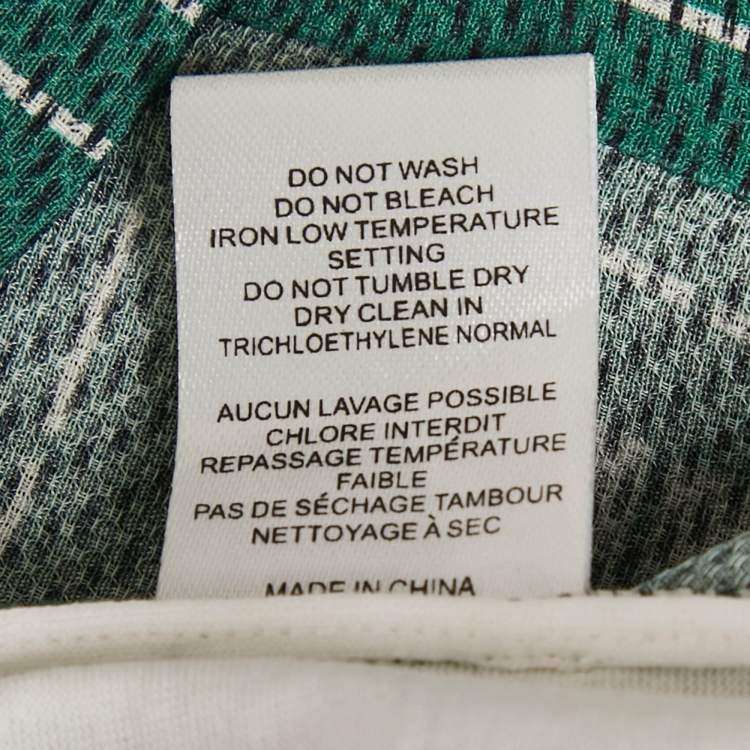 DO NOT WASH
DO NOT BLEACH
IRON LOW TEMPERATURE
SETTING
DO NOT TUMBLE DRY
DRY CLEAN IN
TRICHLOETHYLENE NORMAL
AUCUN LAVAGE POSSIBLE
CHLORE INTERDIT
REPASSAGE TEMPÉRATURE
FAIBLE
PAS DE SÉCHAGE TAMBOUR
NETTOYAGE À SEC
MADE IN CHINA